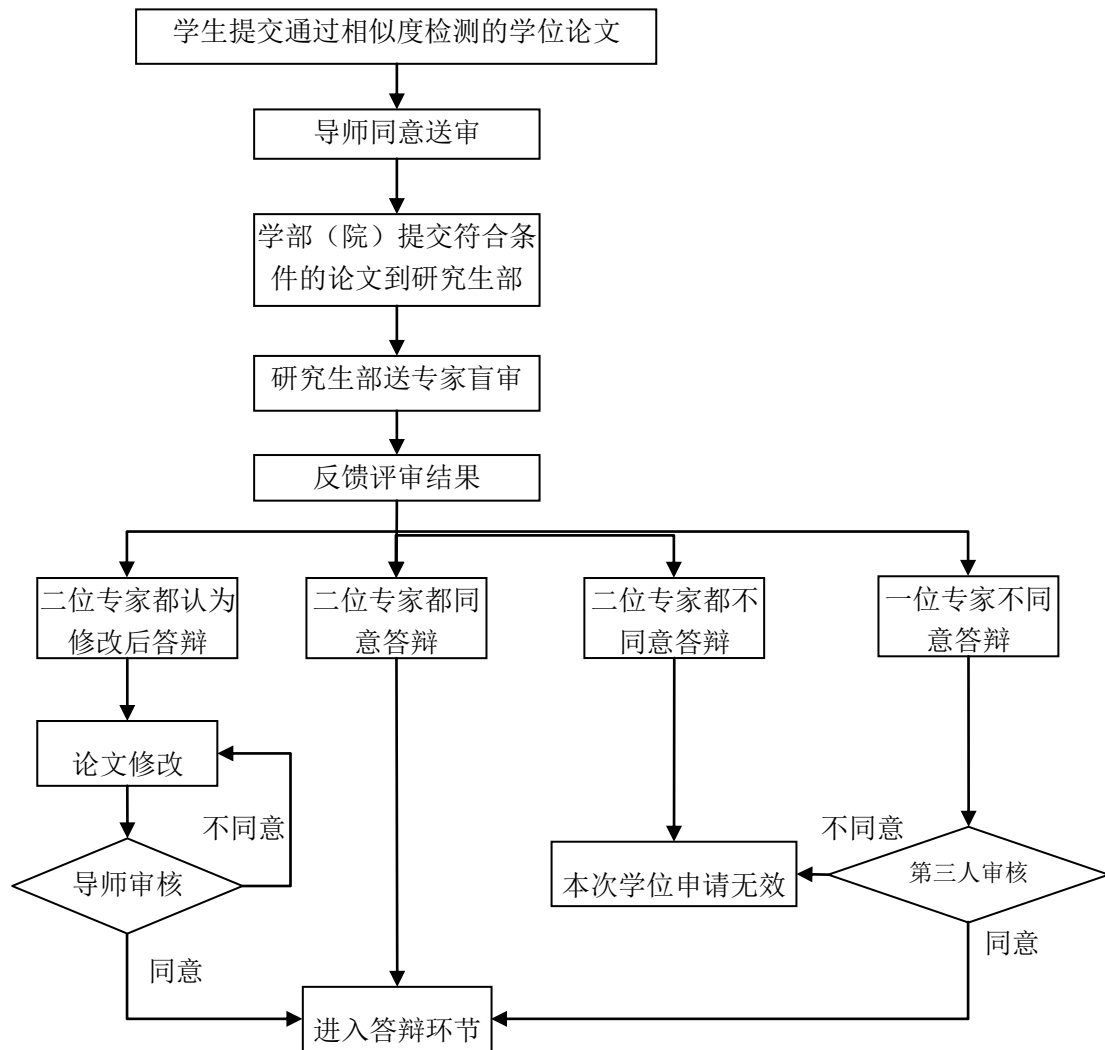 学生提交通过相似度检测的学位论文
导师同意送审
学部（院）提交符合条
件的论文到研究生部
研究生部送专家盲审
反馈评审结果
二位专家都认为
修改后答辩
二位专家都同
意答辩
二位专家都不
同意答辩
一位专家不同
意答辩
论文修改
不同意
导师审核
同意
不同意
本次学位申请无效
第三人审核
同意
进入答辩环节